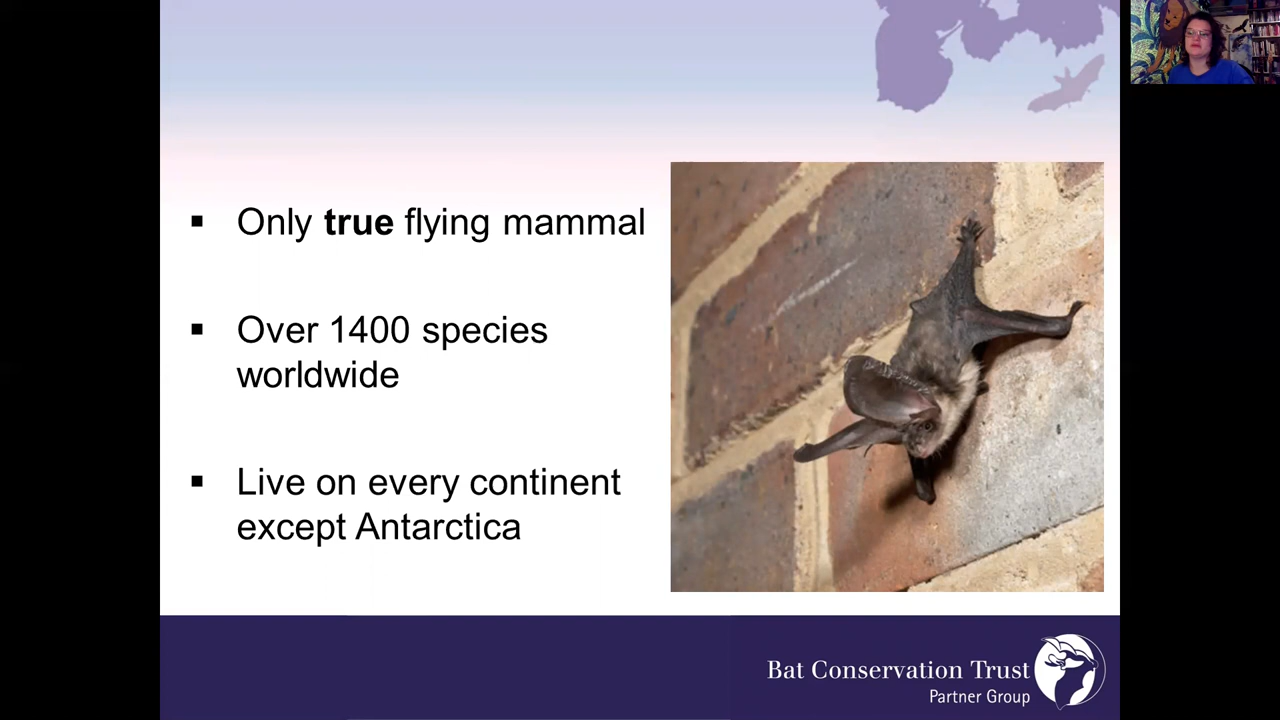 Only true flying mammal
Over 1400 species
worldwide
Live on every continent
except Antarctica
Bat Conservation Trust
Partner Group